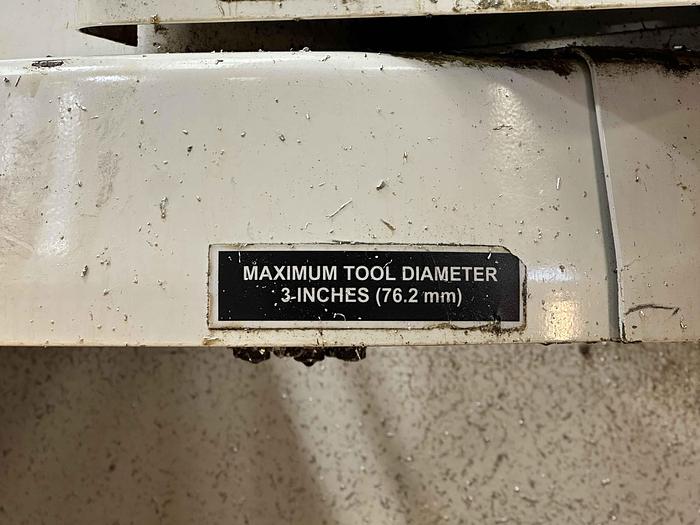 MAXIMUM TOOL DIAMETER
3-INCHES (76.2 mm)